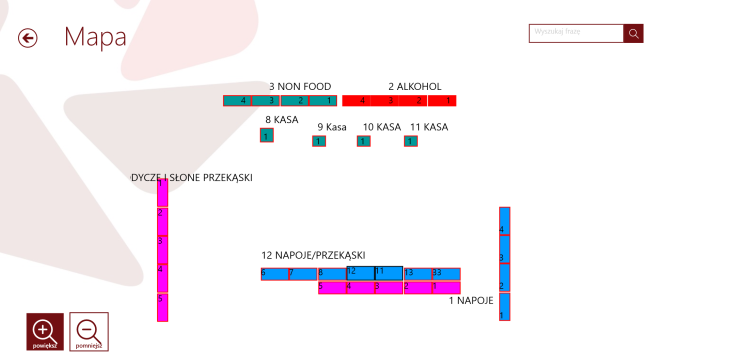 Mapa
Wyszukaj frazę
3 NON FOOD
2 ALKOHOL
4 3 2 1
4 3 2 1
8 KASA
9 Kasa
10 KASA
11 KASA
1
1
1
1
DYCZE I SŁONE PRZEKĄSKI
1
2
3
4
5
12 NAPOJE/PRZEKĄSKI
6 7 8 12 11 13 33
5 4 3 2 1
4
3
2
1
1 NAPOJE
powiększ
pomniejsz